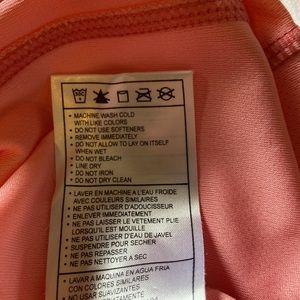 • MACHINE WASH COLD
WITH LIKE COLORS
• DO NOT USE SOFTENERS
• REMOVE IMMEDIATELY
• DO NOT ALLOW TO LAY ON ITSELF
WHEN WET
• DO NOT BLEACH
• LINE DRY
• DO NOT IRON
• DO NOT DRY CLEAN
• LAVER EN MACHINE A L'EAU FROIDE
AVEC COULEURS SIMILAIRES
• NE PAS UTILISER D'ADOUCISSEUR
• ENLEVER IMMÉDIATEMENT
• NE PAS LAISSER LE VETEMENT PLIE
LORSQU'IL EST MOUILLE
• NE PAS UTILISER D'EAU DE JAVEL
• SUSPENDRE POUR SECHER
• NE PAS REPASSER
• NE PAS NETTOYER A SEC
• LAVAR A MAQUINA EN AGUA FRIA
CON COLORES SIMILARES
• NO USAR SUAVIZANTES